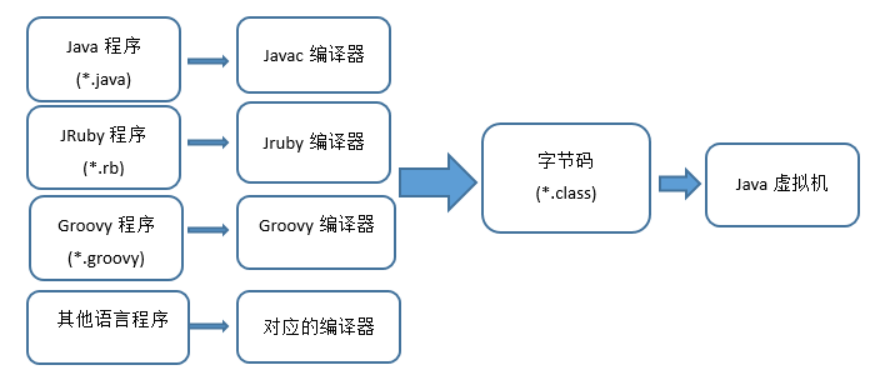 Java 程序
(*.java)
Javac 编译器
JRuby 程序
(*.rb)
Jruby 编译器
Groovy 程序
(*.groovy)
Groovy 编译器
其他语言程序
对应的编译器
字节码
(*.class)
Java 虚拟机